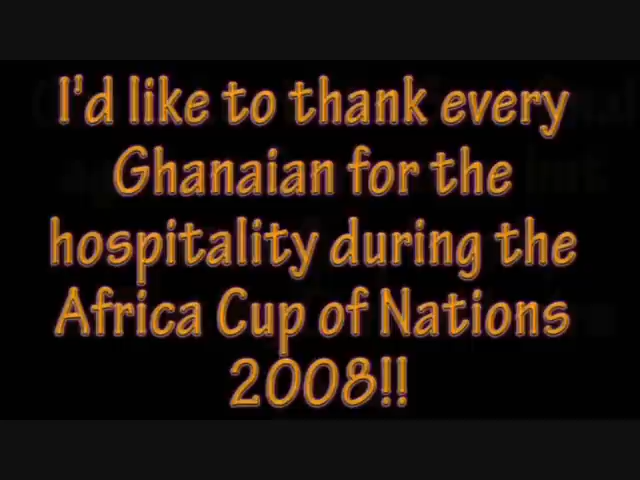 I'd like to thank every
Ghanaian for the
hospitality during the
Africa Cup of Nations
2008!!